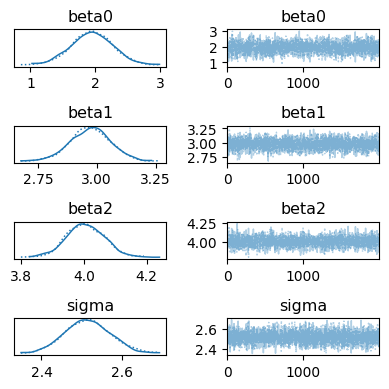 beta0 beta0
3
2
1
1 2 3 0 1000
beta1 beta1
3.25
3.00
2.75
2.75 3.00 3.25 0 1000
beta2 beta2
4.25
4.00
3.8 4.0 4.2 0 1000
sigma sigma
2.6
2.4
2.4 2.6 0 1000